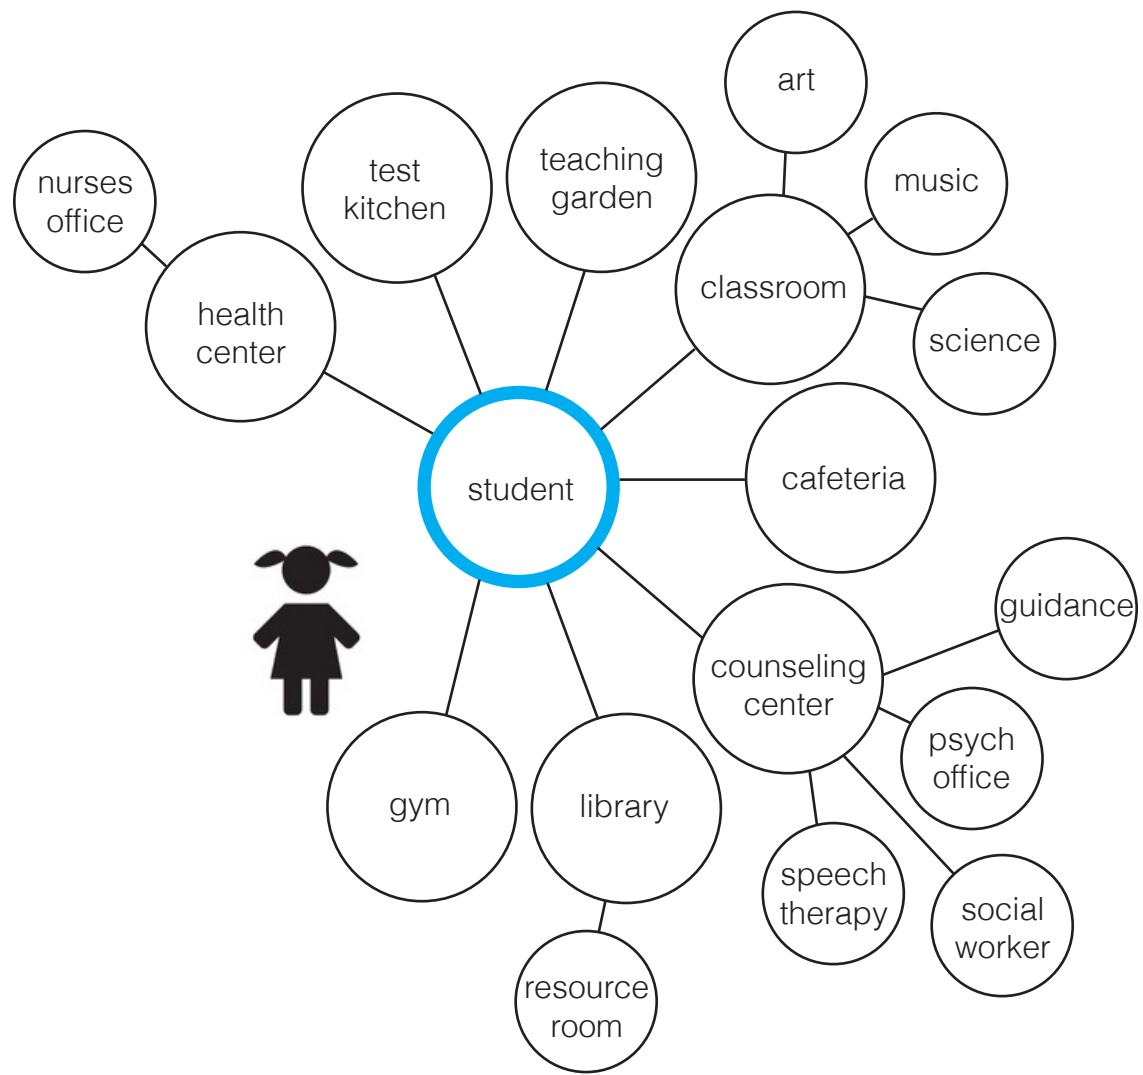 art
music
teaching
garden
test
kitchen
nurses
office
classroom
health
center
science
cafeteria
student
guidance
counseling
center
psych
office
gym
library
speech
therapy
social
worker
resource
room